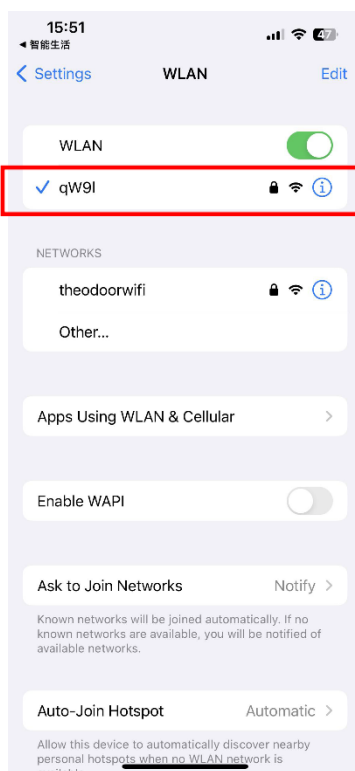 15:51
47
◀ 智能生活
Settings
WLAN
Edit
WLAN
qW9I
NETWORKS
theodoorwifi
Other...
Apps Using WLAN & Cellular
Enable WAPI
Ask to Join Networks
Notify
Known networks will be joined automatically. If no
known networks are available, you will be notified of
available networks.
Auto-Join Hotspot
Automatic
Allow this device to automatically discover nearby
personal hotspots when no WLAN network is